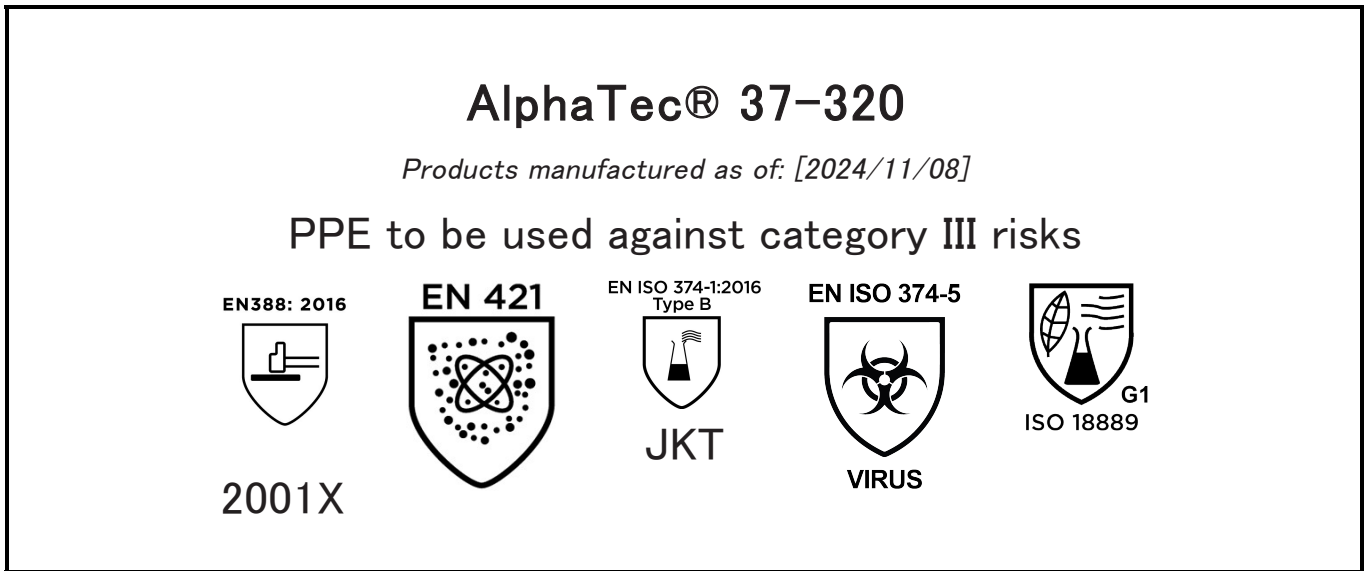 AlphaTec® 37-320
Products manufactured as of: [2024/11/08]
PPE to be used against category III risks
EN388: 2016
2001X
EN 421
EN ISO 374-1:2016
Type B
JKT
EN ISO 374-5
VIRUS
G1
ISO 18889